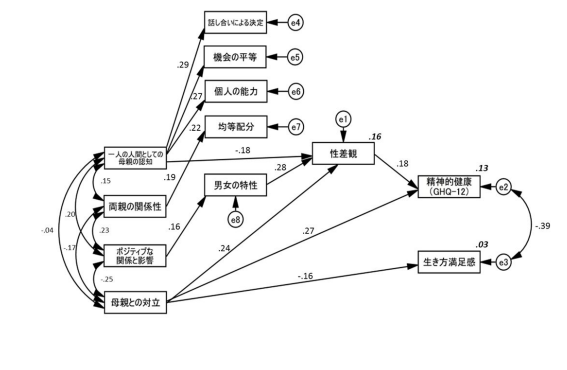 話し合いによる決定
e4
機会の平等
e5
.29
個人の能力
e6
.27
均等配分
e7
.22
e1
.16
一人の人間としての
母親の認知
-.18
性差観
.18
.15
.19
男女の特性
.28
.13
精神的健康
(GHQ-12)
e2
両親の関係性
e8
.20
-.04
.23
.16
-.17
.24
.27
-.39
ポジティブな
関係と影響
.03
生き方満足感
e3
-.25
-.16
母親との対立